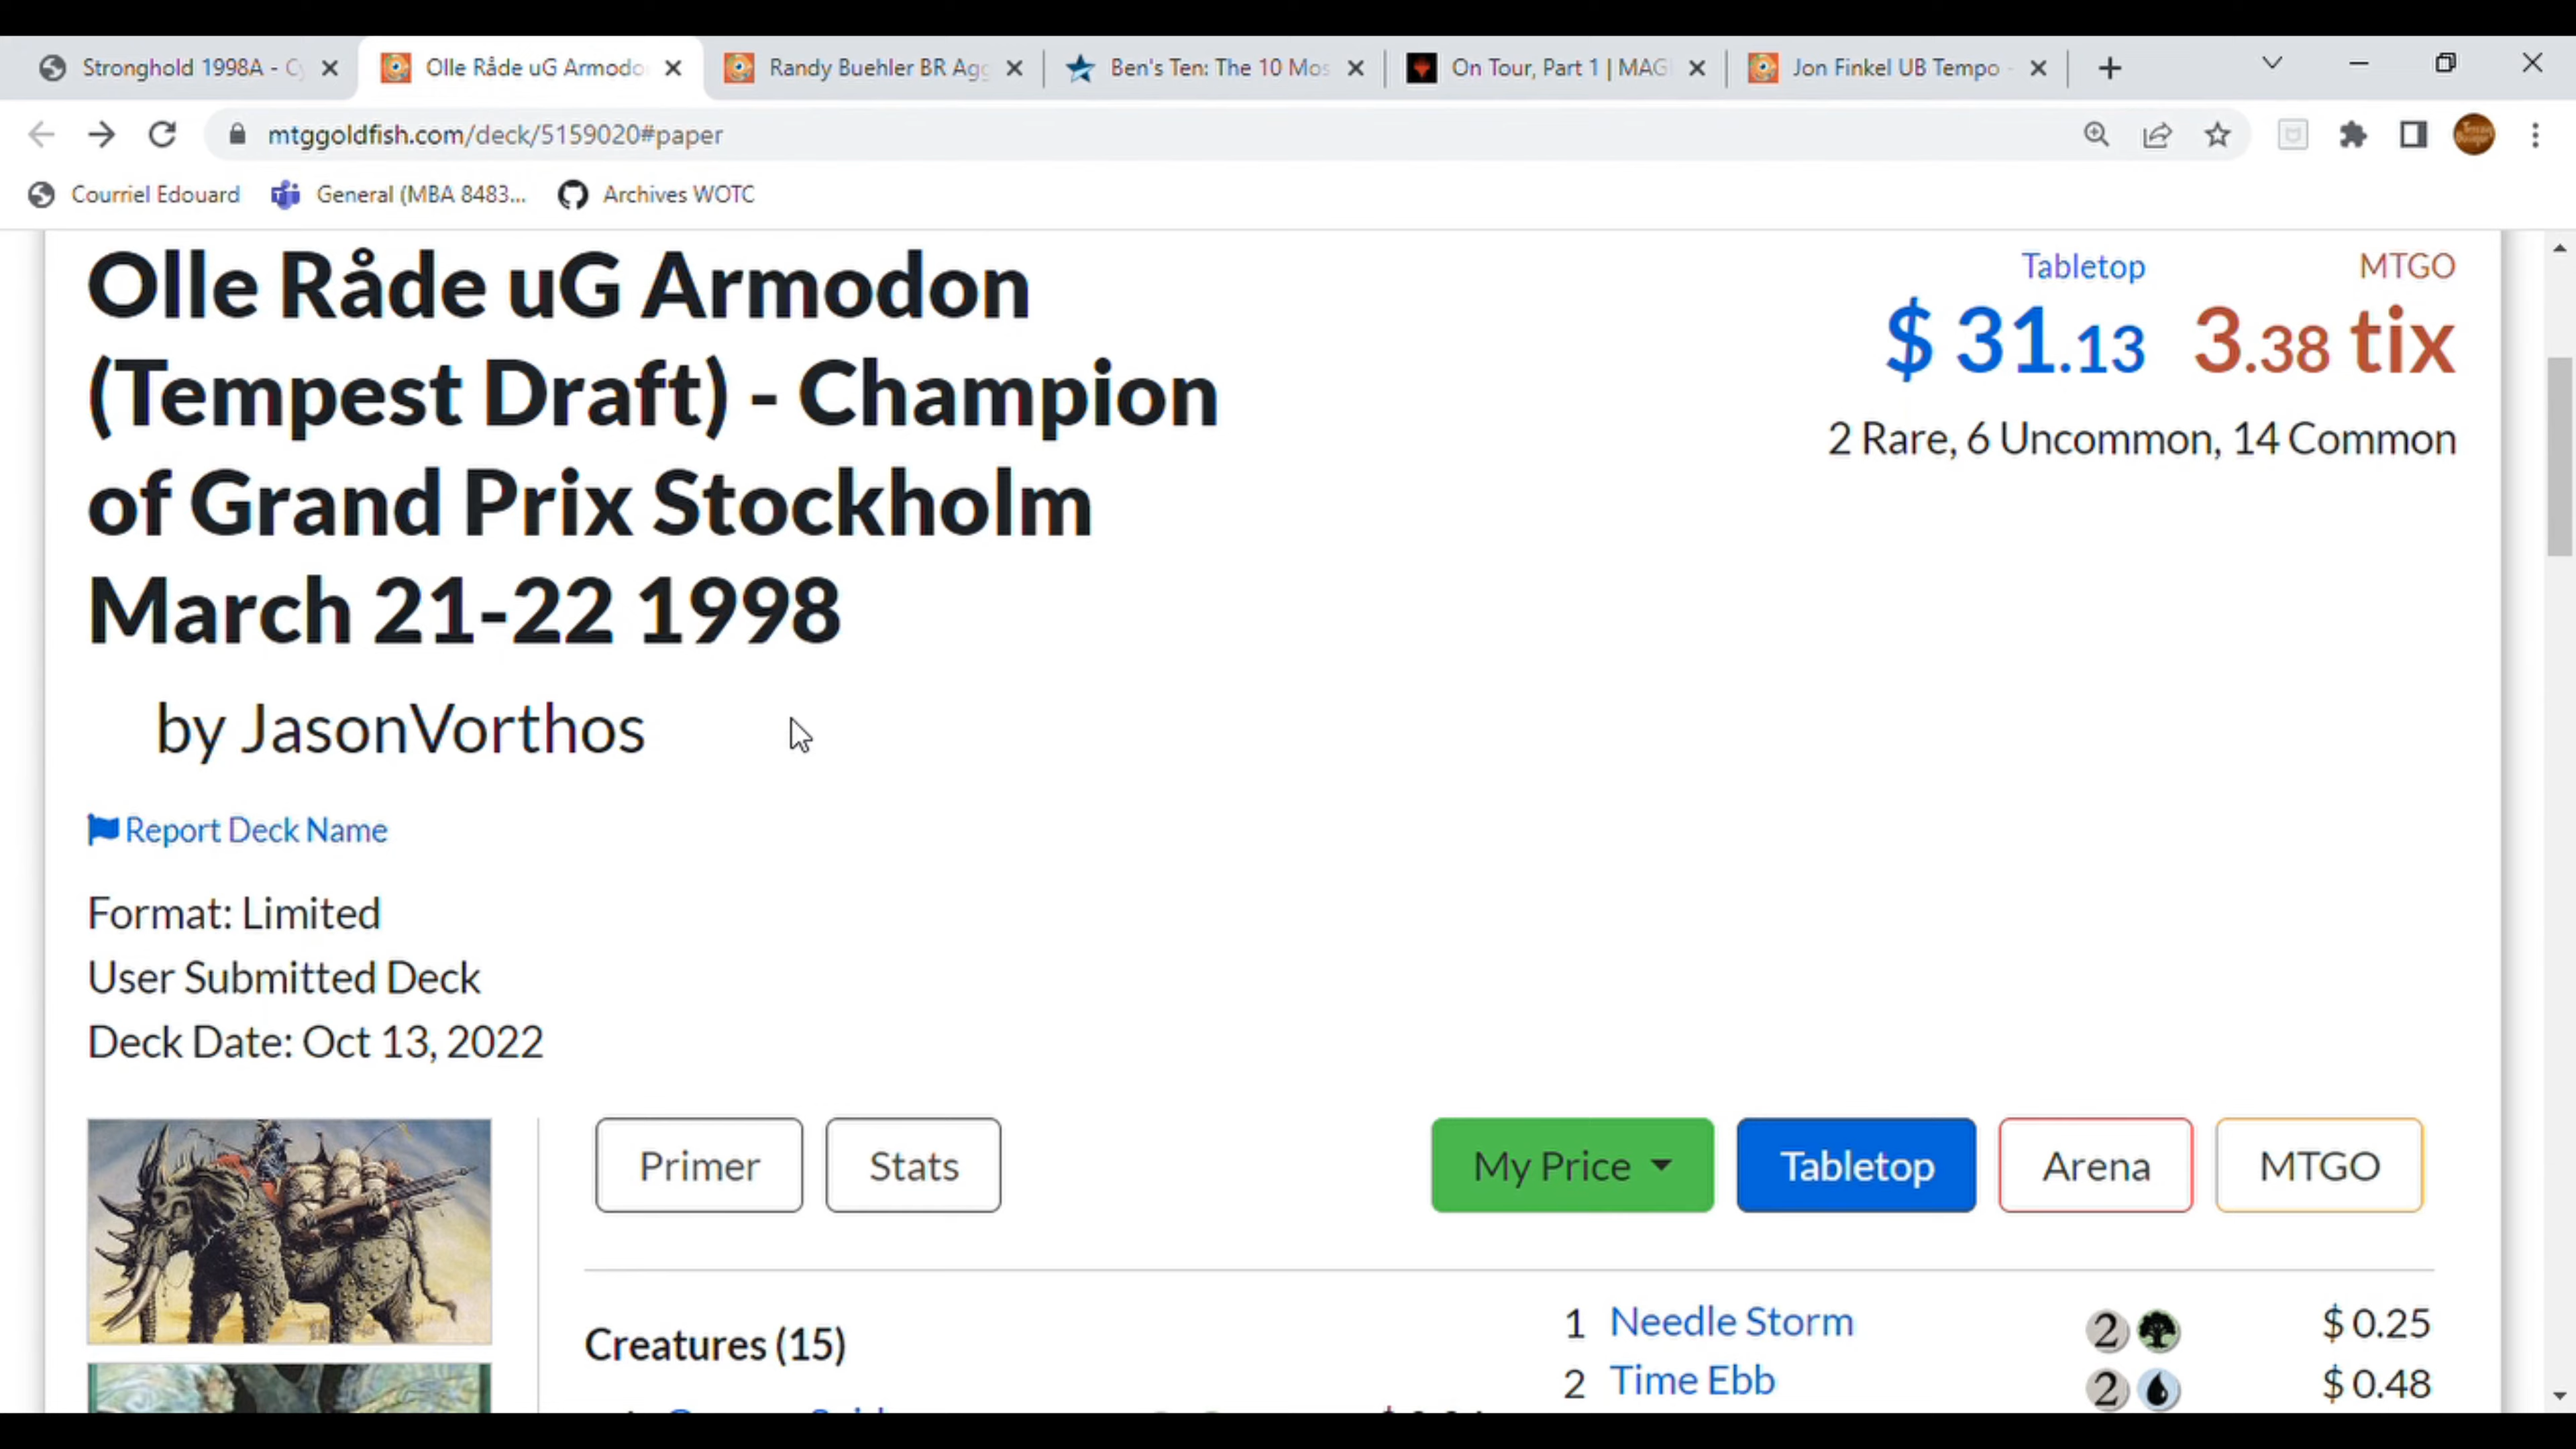 Stronghold 1998A - C
Olle Råde uG Armodo
Randy Buehler BR Agg
Ben's Ten: The 10 Mos
On Tour, Part 1 | MAG
Jon Finkel UB Tempo -
mtggoldfish.com/deck/5159020#paper
Courriel Edouard
General (MBA 8483...
Archives WOTC
Olle Råde uG Armodon
(Tempest Draft) - Champion
of Grand Prix Stockholm
March 21-22 1998
by JasonVorthos
Tabletop MTGO
$ 31.13 3.38 tix
2 Rare, 6 Uncommon, 14 Common
Report Deck Name
Format: Limited
User Submitted Deck
Deck Date: Oct 13, 2022
Primer Stats My Price Tabletop Arena MTGO
Creatures (15)
1 Needle Storm 2 $ 0.25
2 Time Ebb 2 $ 0.48